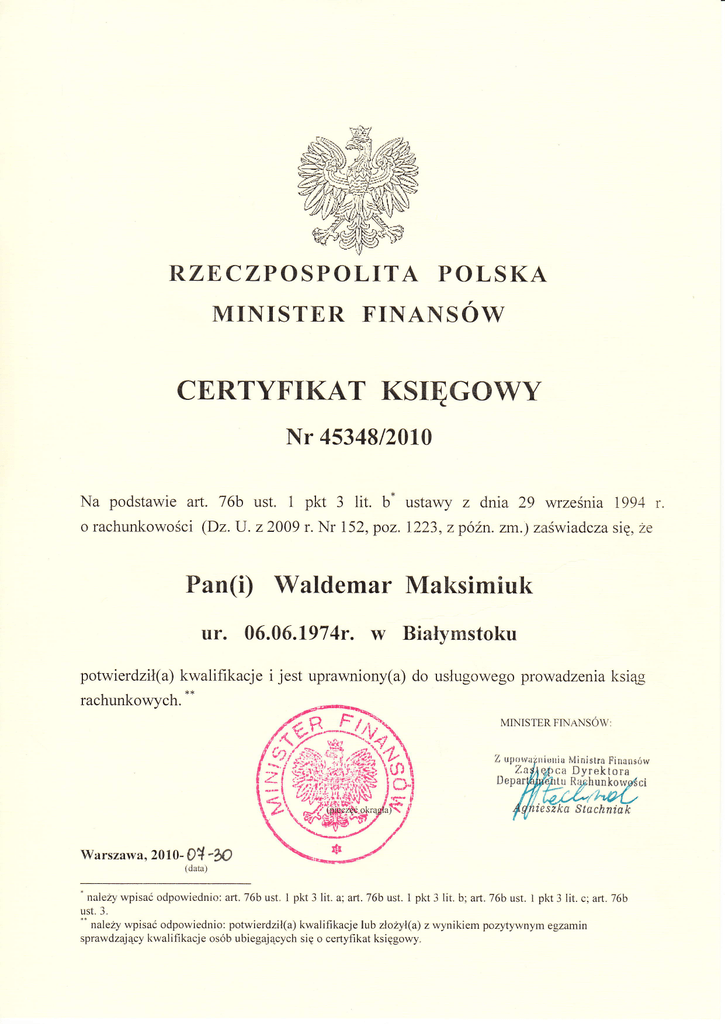 RZECZPOSPOLITA POLSKA
MINISTER FINANSÓW
CERTYFIKAT KSIĘGOWY
Nr 45348/2010
Na podstawie art. 76b ust. 1 pkt 3 lit. b* ustawy z dnia 29 września 1994 r.
o rachunkowości (Dz. U. z 2009 r. Nr 152, poz. 1223, z późn. zm.) zaświadcza się, że
Pan(i) Waldemar Maksimiuk
ur. 06.06.1974r. w Białymstoku
potwierdził(a) kwalifikacje i jest uprawniony(a) do usługowego prowadzenia ksiąg
rachunkowych.**
MINISTER FINANSÓW:
MINISTER FINANSÓW
(pieczęć okrągła)
Z upoważnienia Ministra Finansów
Zastępca Dyrektora
Departamentu Rachunkowości
Agnieszka Stachniak
Warszawa, 2010-07-30
(data)
* należy wpisać odpowiednio: art. 76b ust. 1 pkt 3 lit. a; art. 76b ust. 1 pkt 3 lit. b; art. 76b ust. 1 pkt 3 lit. c; art. 76b
ust. 3.
** należy wpisać odpowiednio: potwierdził(a) kwalifikacje lub złożył(a) z wynikiem pozytywnym egzamin
sprawdzający kwalifikacje osób ubiegających się o certyfikat księgowy.